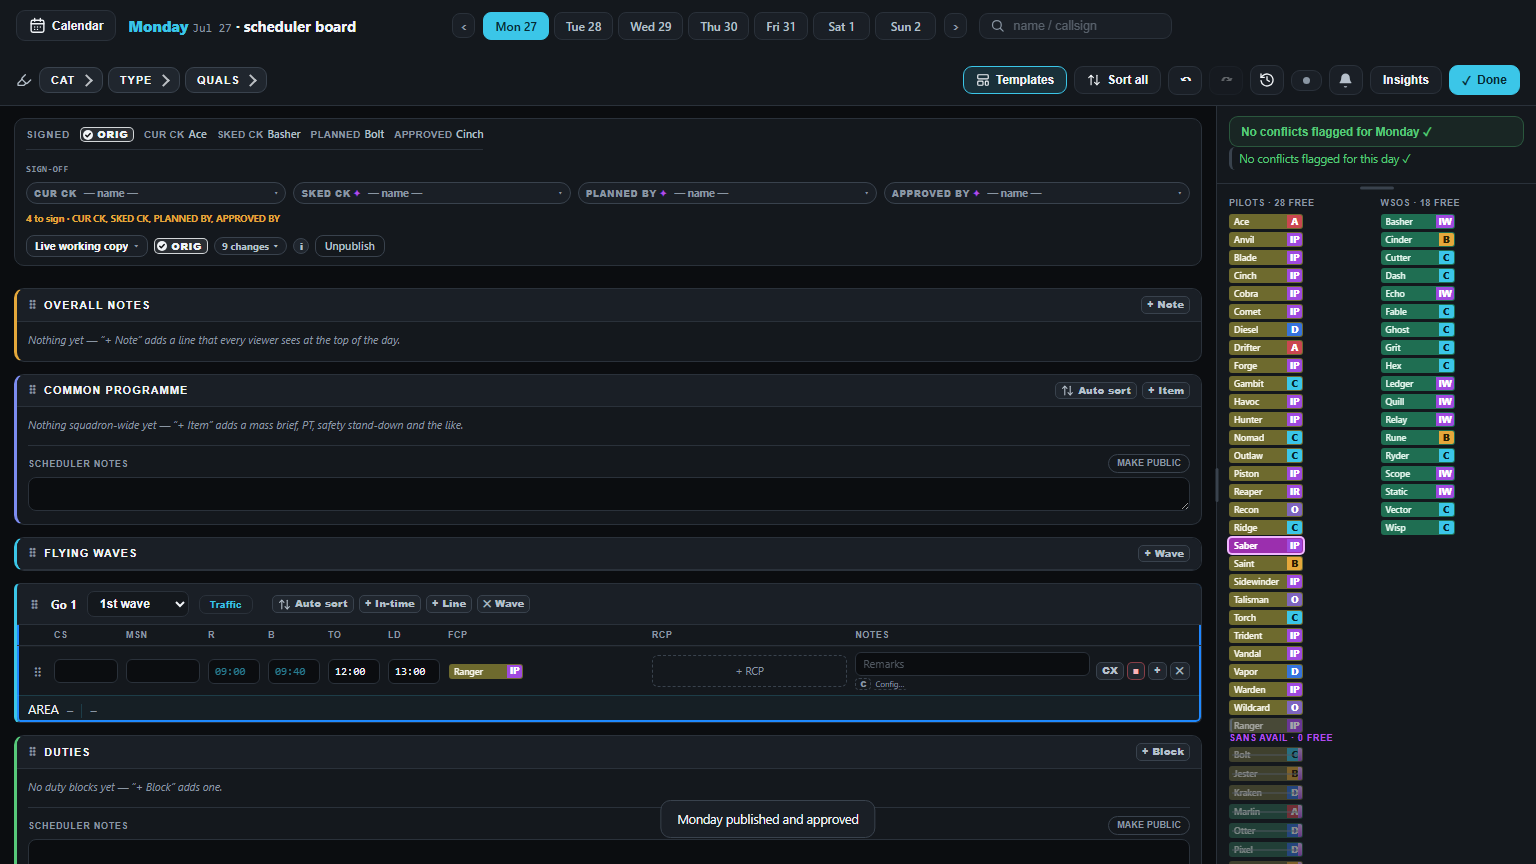 Calendar
Monday Jul 27 · scheduler board
‹ Mon 27 Tue 28 Wed 29 Thu 30 Fri 31 Sat 1 Sun 2 ›
name / callsign
CAT TYPE QUALS
Templates Sort all Insights ✓ Done
SIGNED ORIG CUR CK Ace SKED CK Basher PLANNED Bolt APPROVED Cinch
SIGN-OFF
CUR CK — name — SKED CK ✦ — name — PLANNED BY ✦ — name — APPROVED BY ✦ — name —
4 to sign · CUR CK, SKED CK, PLANNED BY, APPROVED BY
Live working copy ORIG 9 changes i Unpublish
OVERALL NOTES + Note
Nothing yet — "+ Note" adds a line that every viewer sees at the top of the day.
COMMON PROGRAMME Auto sort + Item
Nothing squadron-wide yet — "+ Item" adds a mass brief, PT, safety stand-down and the like.
SCHEDULER NOTES MAKE PUBLIC
FLYING WAVES + Wave
Go 1 1st wave Traffic Auto sort + In-time + Line ✕ Wave
CS MSN R B TO LD FCP RCP NOTES
09:00 09:40 12:00 13:00 Ranger IP + RCP Remarks CX + ✕
C Config...
AREA – | –
DUTIES + Block
No duty blocks yet — "+ Block" adds one.
SCHEDULER NOTES MAKE PUBLIC
Monday published and approved
No conflicts flagged for Monday ✓
No conflicts flagged for this day ✓
PILOTS · 28 FREE
Ace A
Anvil IP
Blade IP
Cinch IP
Cobra IP
Comet IP
Diesel D
Drifter A
Forge IP
Gambit C
Havoc IP
Hunter IP
Nomad C
Outlaw C
Piston IP
Reaper IR
Recon O
Ridge C
Saber IP
Saint B
Sidewinder IP
Talisman O
Torch C
Trident IP
Vandal IP
Vapor D
Warden IP
Wildcard O
Ranger IP
SANS AVAIL · 0 FREE
Bolt C
Jester B
Kraken D
Marlin A
Otter D
Pixel D
WSOS · 18 FREE
Basher IW
Cinder B
Cutter C
Dash C
Echo IW
Fable C
Ghost C
Grit C
Hex C
Ledger IW
Quill IW
Relay IW
Rune B
Ryder C
Scope IW
Static IW
Vector C
Wisp C